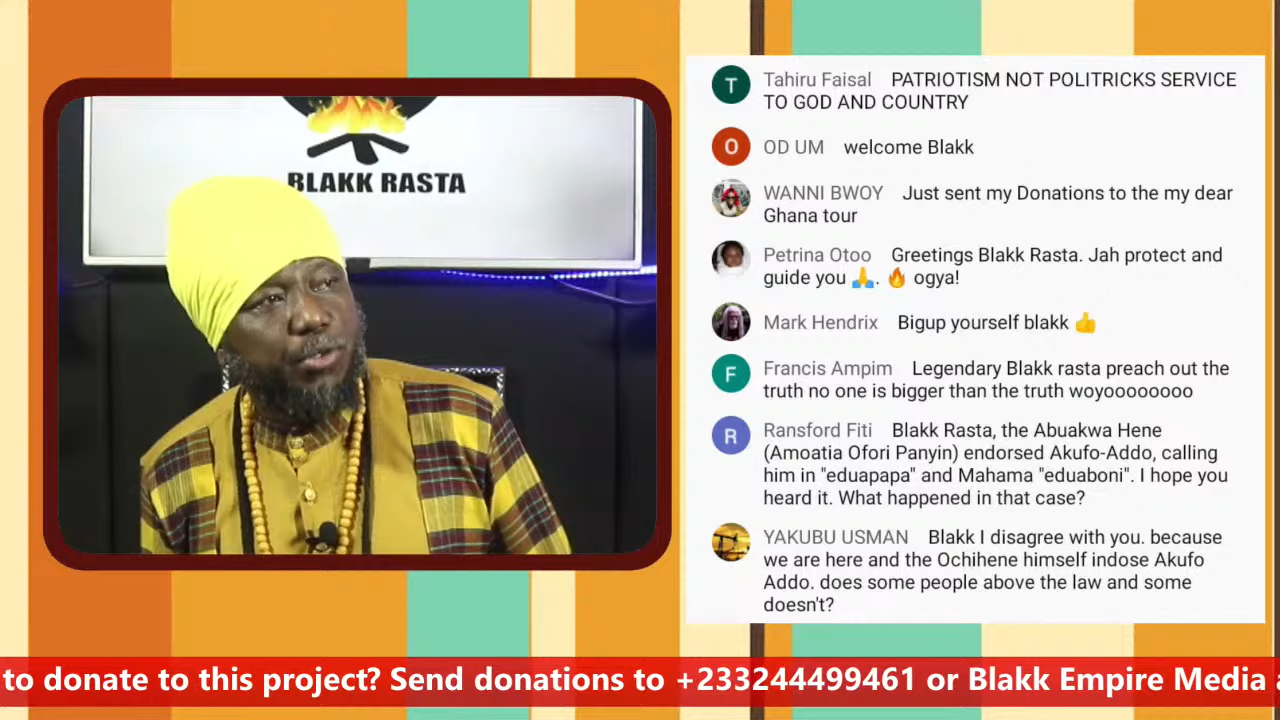 BLAKK RASTA
T Tahiru Faisal PATRIOTISM NOT POLITRICKS SERVICE
TO GOD AND COUNTRY
O OD UM welcome Blakk
WANNI BWOY Just sent my Donations to the my dear
Ghana tour
Petrina Otoo Greetings Blakk Rasta. Jah protect and
guide you 🙏. 🔥 ogya!
Mark Hendrix Bigup yourself blakk 👍
F Francis Ampim Legendary Blakk rasta preach out the
truth no one is bigger than the truth woyoooooooo
R Ransford Fiti Blakk Rasta, the Abuakwa Hene
(Amoatia Ofori Panyin) endorsed Akufo-Addo, calling
him in "eduapapa" and Mahama "eduaboni". I hope you
heard it. What happened in that case?
YAKUBU USMAN Blakk I disagree with you. because
we are here and the Ochihene himself indose Akufo
Addo. does some people above the law and some
doesn't?
to donate to this project? Send donations to +233244499461 or Blakk Empire Media a